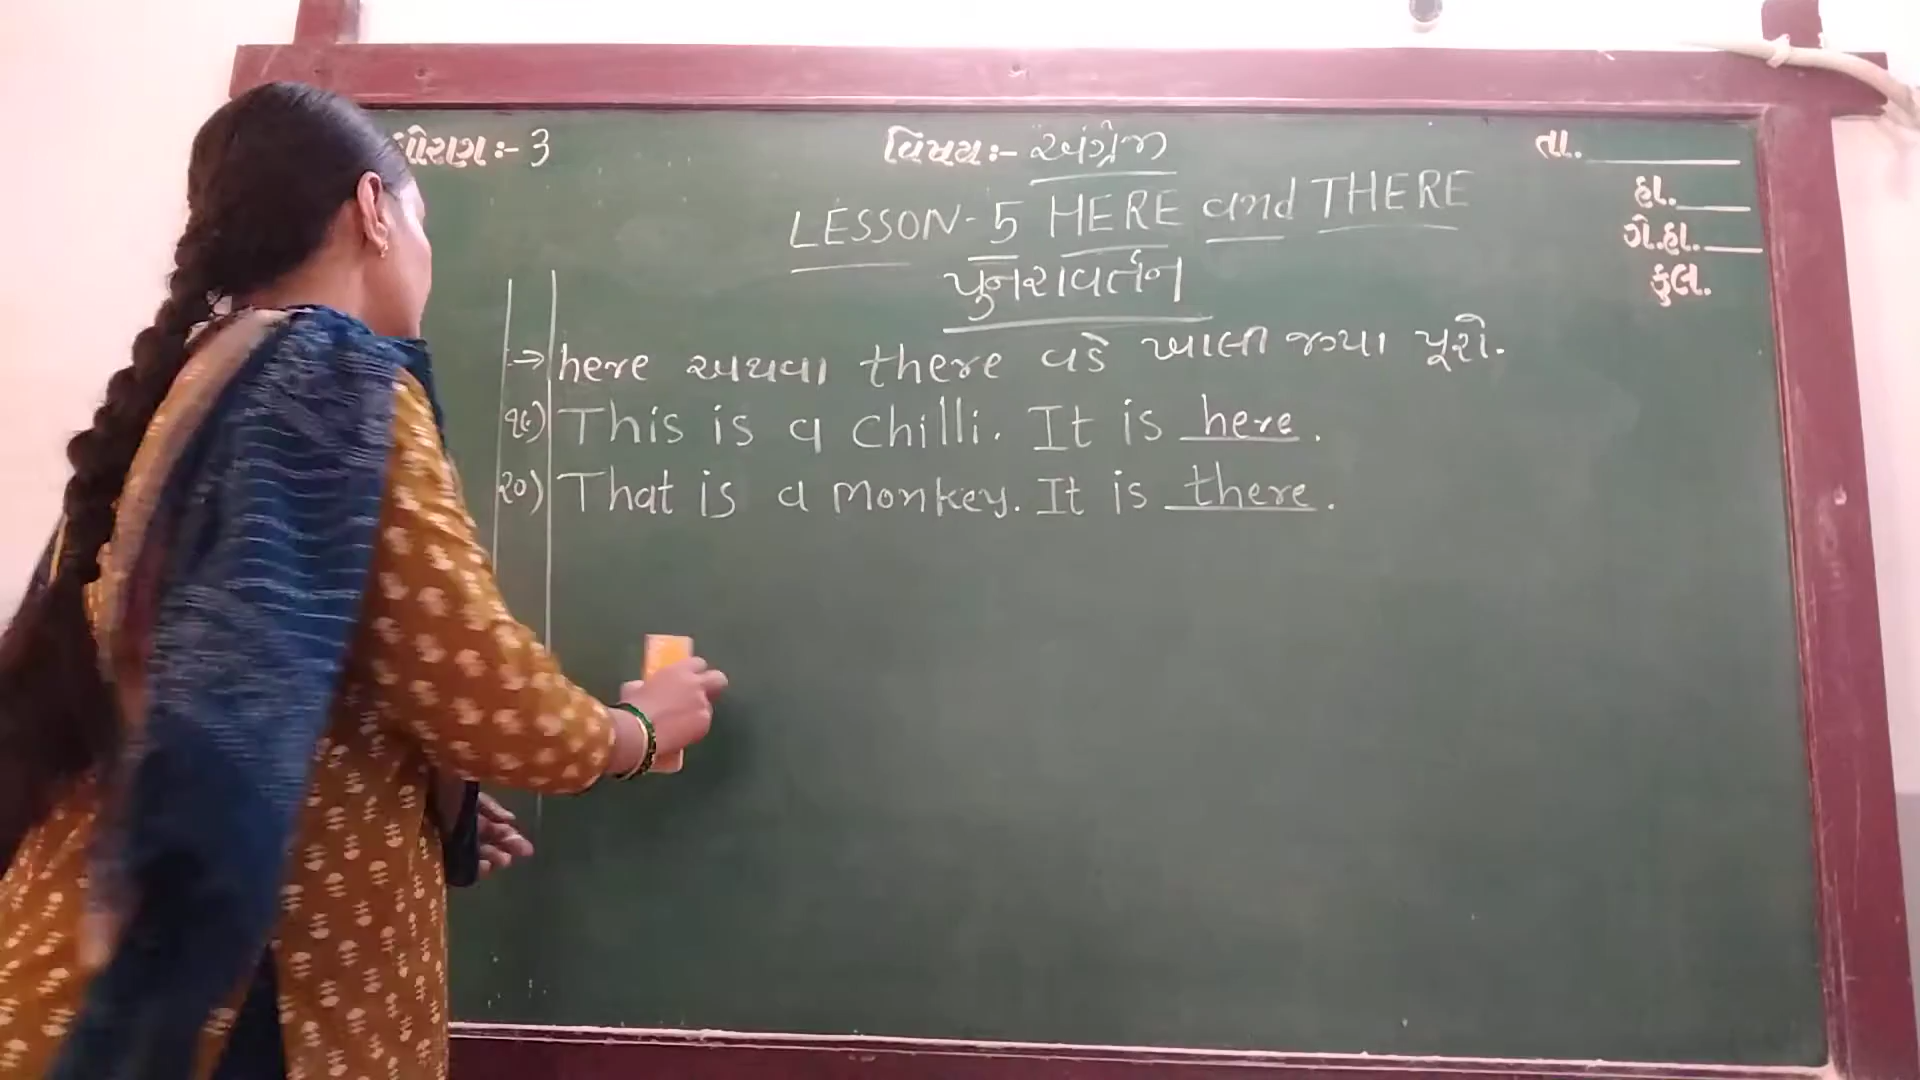 ધોરણ:- 3
વિષય:- અંગ્રેજી
તા.
હા.
ગે.હા.
કુલ.
LESSON-5 HERE and THERE
પુનરાવર્તન
→ here અથવા there વડે ખાલી જગ્યા પૂરો.
૧૯) This is a chilli. It is here.
૨૦) That is a monkey. It is there.